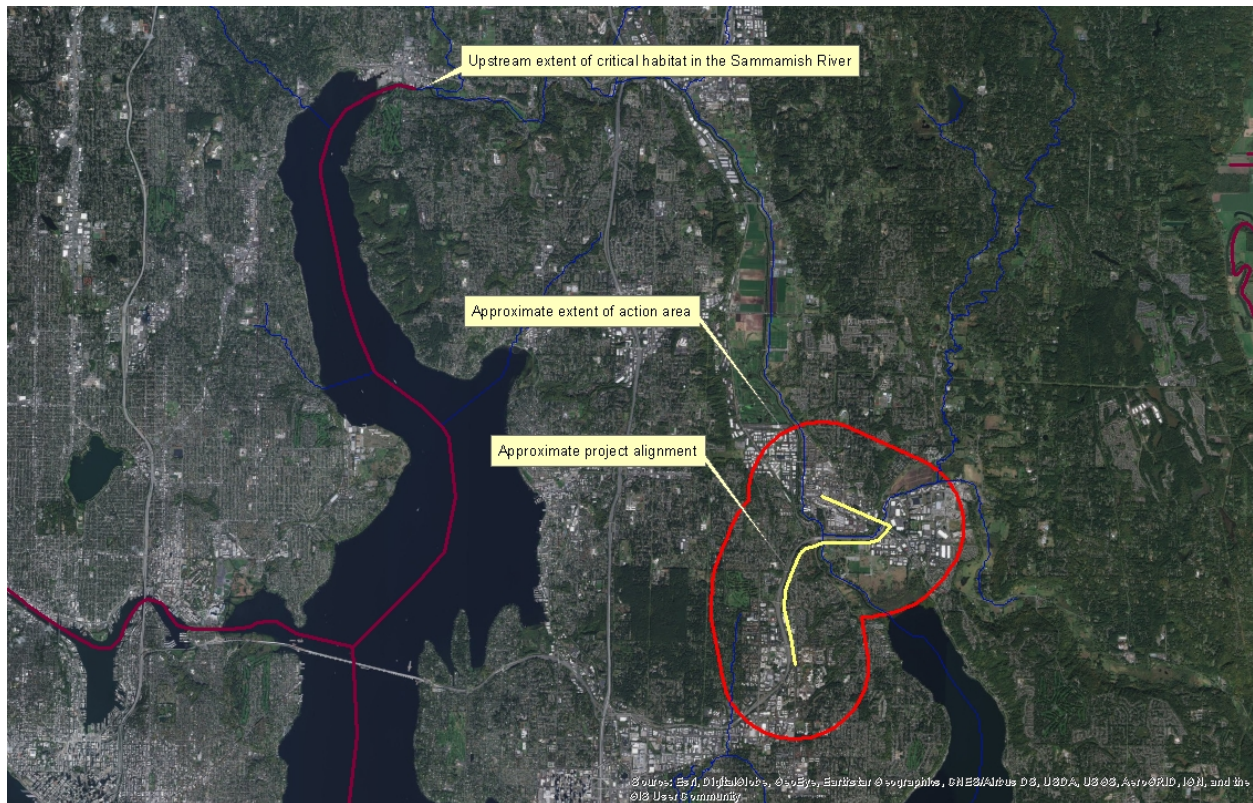 Upstream extent of critical habitat in the Sammamish River
Approximate extent of action area
Approximate project alignment
Source: Esri, DigitalGlobe, GeoEye, Earthstar Geographics, CNES/Airbus DS, USDA, USGS, AeroGRID, IGN, and the
GIS User Community